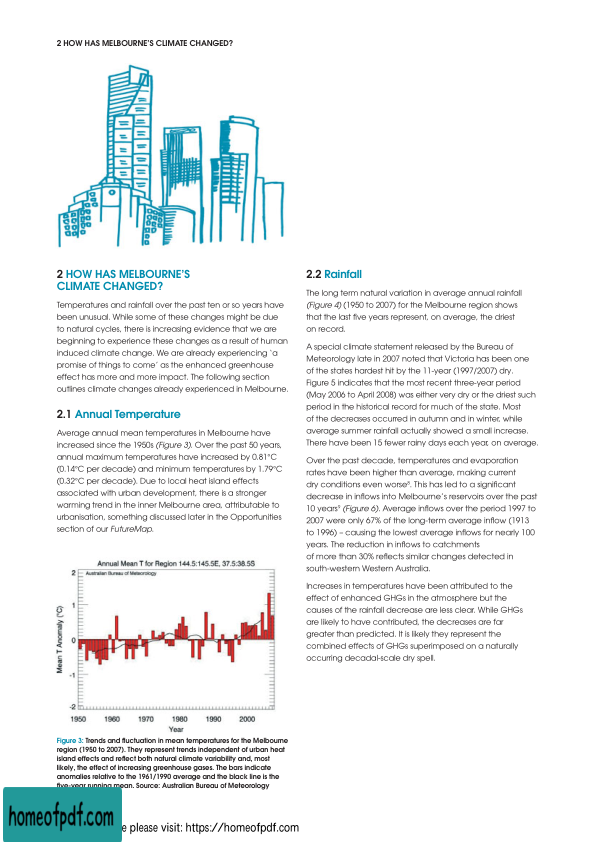 2 HOW HAS MELBOURNE'S CLIMATE CHANGED?
2 HOW HAS MELBOURNE'S
CLIMATE CHANGED?
Temperatures and rainfall over the past ten or so years have
been unusual. While some of these changes might be due
to natural cycles, there is increasing evidence that we are
beginning to experience these changes as a result of human
induced climate change. We are already experiencing 'a
promise of things to come' as the enhanced greenhouse
effect has more and more impact. The following section
outlines climate changes already experienced in Melbourne.
2.1 Annual Temperature
Average annual mean temperatures in Melbourne have
increased since the 1950s (Figure 3). Over the past 50 years,
annual maximum temperatures have increased by 0.81°C
(0.14°C per decade) and minimum temperatures by 1.79°C
(0.32°C per decade). Due to local heat island effects
associated with urban development, there is a stronger
warming trend in the inner Melbourne area, attributable to
urbanisation, something discussed later in the Opportunities
section of our FutureMap.
Annual Mean T for Region 144.5:145.5E, 37.5:38.5S
Australian Bureau of Meteorology
Mean T Anomaly (°C)
2
1
0
-1
-2
1950 1960 1970 1980 1990 2000
Year
Figure 3: Trends and fluctuation in mean temperatures for the Melbourne
region (1950 to 2007). They represent trends independent of urban heat
island effects and reflect both natural climate variability and, most
likely, the effect of increasing greenhouse gases. The bars indicate
anomalies relative to the 1961/1990 average and the black line is the
five-year running mean. Source: Australian Bureau of Meteorology
2.2 Rainfall
The long term natural variation in average annual rainfall
(Figure 4) (1950 to 2007) for the Melbourne region shows
that the last five years represent, on average, the driest
on record.
A special climate statement released by the Bureau of
Meteorology late in 2007 noted that Victoria has been one
of the states hardest hit by the 11-year (1997/2007) dry.
Figure 5 indicates that the most recent three-year period
(May 2006 to April 2008) was either very dry or the driest such
period in the historical record for much of the state. Most
of the decreases occurred in autumn and in winter, while
average summer rainfall actually showed a small increase.
There have been 15 fewer rainy days each year, on average.
Over the past decade, temperatures and evaporation
rates have been higher than average, making current
dry conditions even worse⁸. This has led to a significant
decrease in inflows into Melbourne's reservoirs over the past
10 years⁹ (Figure 6). Average inflows over the period 1997 to
2007 were only 67% of the long-term average inflow (1913
to 1996) – causing the lowest average inflows for nearly 100
years. The reduction in inflows to catchments
of more than 30% reflects similar changes detected in
south-western Western Australia.
Increases in temperatures have been attributed to the
effect of enhanced GHGs in the atmosphere but the
causes of the rainfall decrease are less clear. While GHGs
are likely to have contributed, the decreases are far
greater than predicted. It is likely they represent the
combined effects of GHGs superimposed on a naturally
occurring decadal-scale dry spell.
homeofpdf.com
e please visit: https://homeofpdf.com